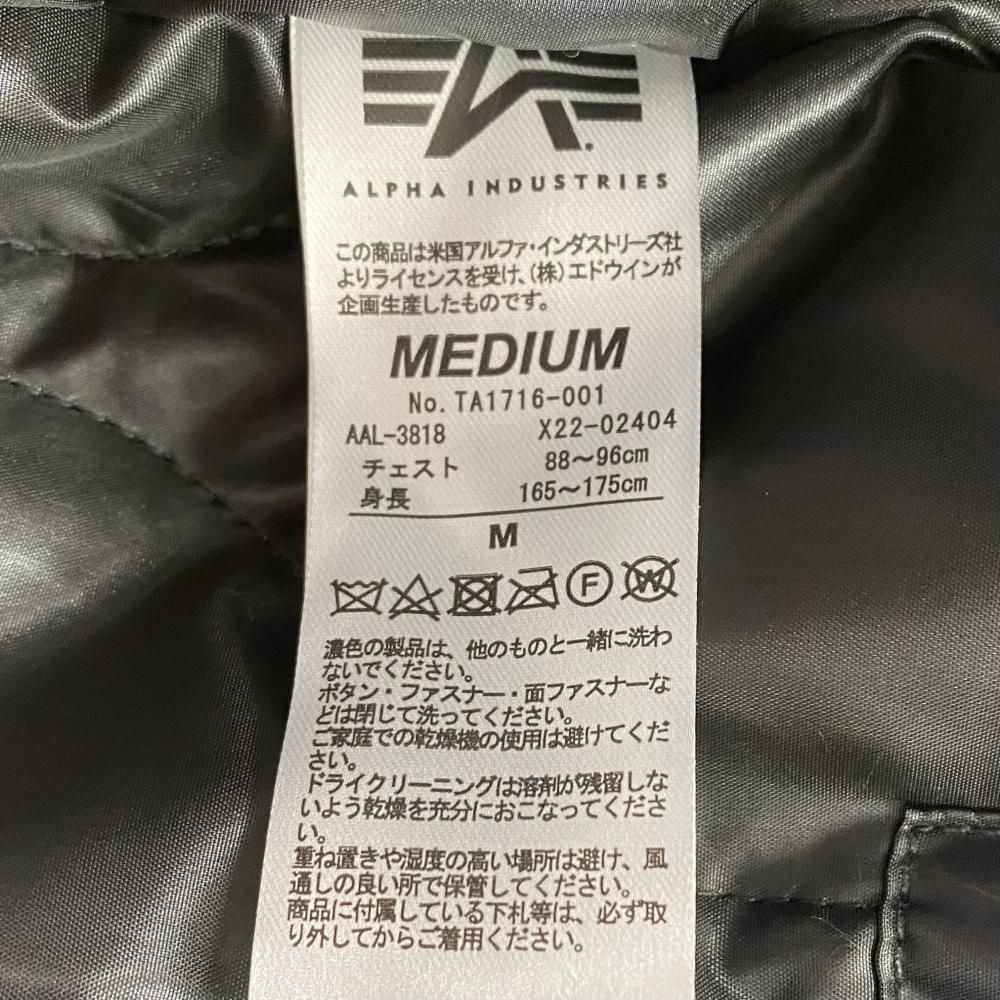 ALPHA INDUSTRIES
この商品は米国アルファ・インダストリーズ社
よりライセンスを受け、(株)エドウインが
企画生産したものです。
MEDIUM
No. TA1716-001
AAL-3818 X22-02404
チェスト 88～96cm
身長 165～175cm
M
F W
濃色の製品は、他のものと一緒に洗わ
ないでください。
ボタン・ファスナー・面ファスナーな
どは閉じて洗ってください。
ご家庭での乾燥機の使用は避けてくだ
さい。
ドライクリーニングは溶剤が残留しな
いよう乾燥を充分におこなってくださ
い。
重ね置きや湿度の高い場所は避け、風
通しの良い所で保管してください。
商品に付属している下札等は、必ず取
り外してからご着用ください。